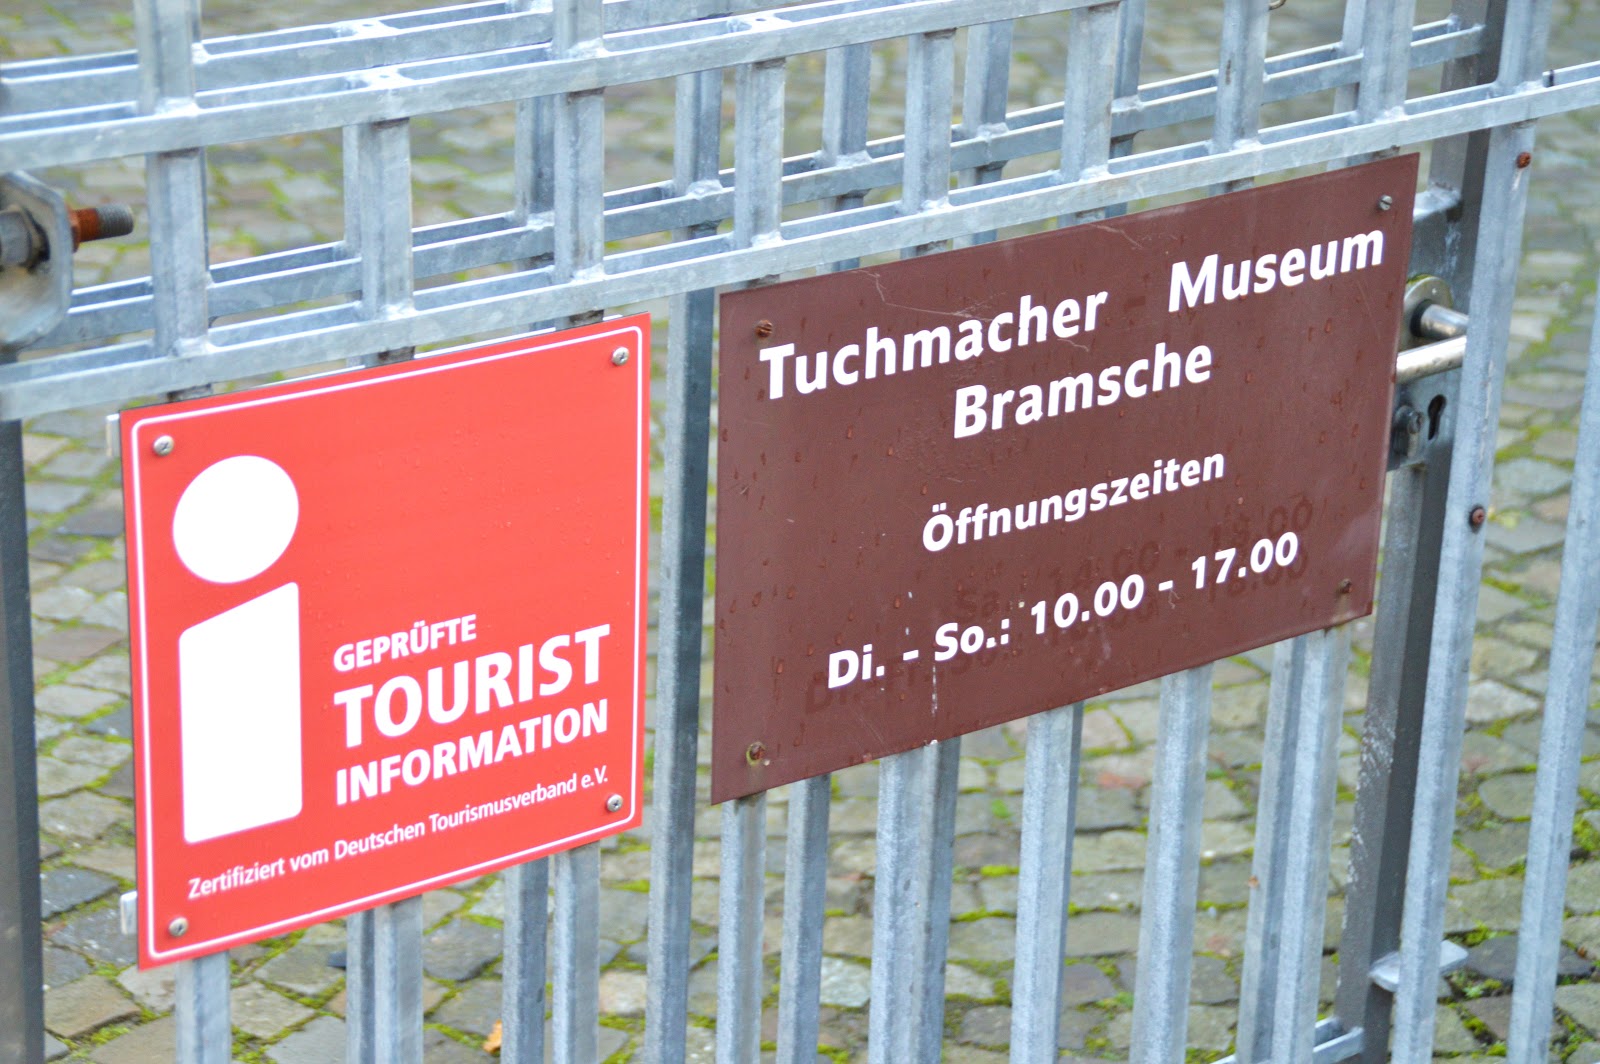 i
GEPRÜFTE
TOURIST
INFORMATION
Zertifiziert vom Deutschen Tourismusverband e.V.
Tuchmacher Museum
Bramsche
Öffnungszeiten
Di. - So.: 10.00 - 17.00